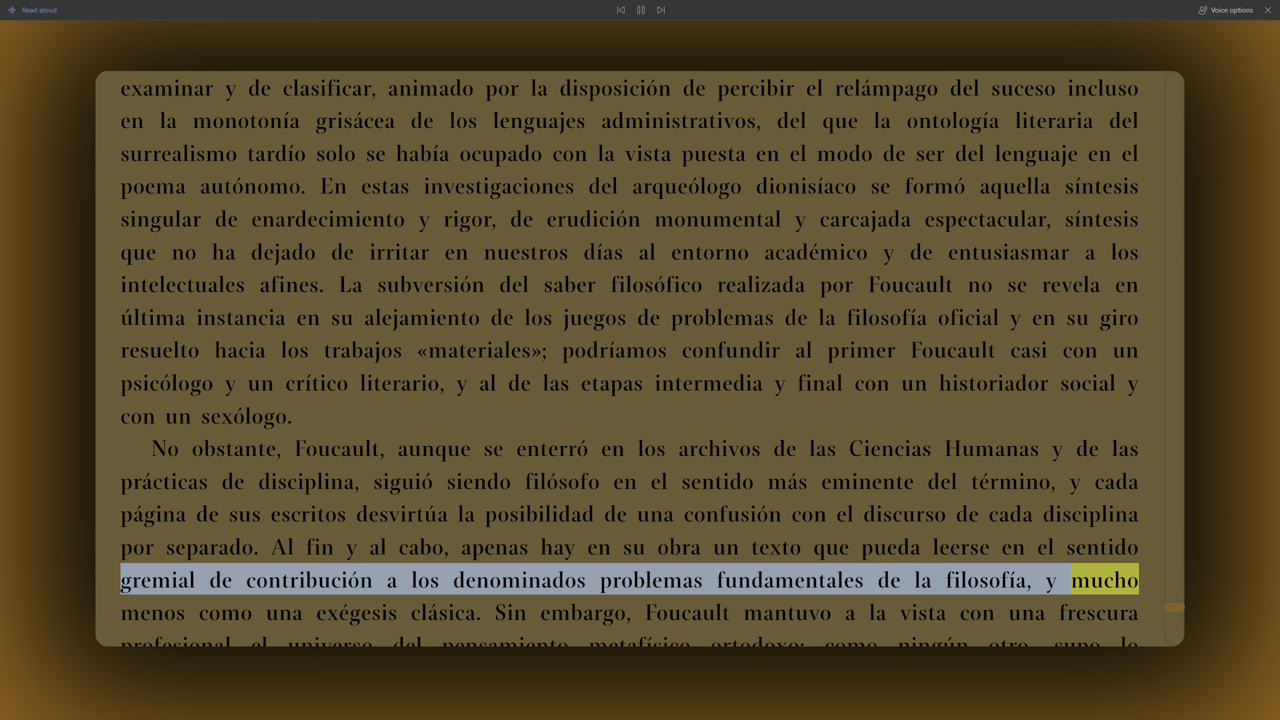 Read aloud
Voice options
examinar y de clasificar, animado por la disposición de percibir el relámpago del suceso incluso
en la monotonía grisácea de los lenguajes administrativos, del que la ontología literaria del
surrealismo tardío solo se había ocupado con la vista puesta en el modo de ser del lenguaje en el
poema autónomo. En estas investigaciones del arqueólogo dionisíaco se formó aquella síntesis
singular de enardecimiento y rigor, de erudición monumental y carcajada espectacular, síntesis
que no ha dejado de irritar en nuestros días al entorno académico y de entusiasmar a los
intelectuales afines. La subversión del saber filosófico realizada por Foucault no se revela en
última instancia en su alejamiento de los juegos de problemas de la filosofía oficial y en su giro
resuelto hacia los trabajos «materiales»; podríamos confundir al primer Foucault casi con un
psicólogo y un crítico literario, y al de las etapas intermedia y final con un historiador social y
con un sexólogo.
No obstante, Foucault, aunque se enterró en los archivos de las Ciencias Humanas y de las
prácticas de disciplina, siguió siendo filósofo en el sentido más eminente del término, y cada
página de sus escritos desvirtúa la posibilidad de una confusión con el discurso de cada disciplina
por separado. Al fin y al cabo, apenas hay en su obra un texto que pueda leerse en el sentido
gremial de contribución a los denominados problemas fundamentales de la filosofía, y mucho
menos como una exégesis clásica. Sin embargo, Foucault mantuvo a la vista con una frescura
profesional el universo del pensamiento metafísico ortodoxo; como ningún otro, supo lo